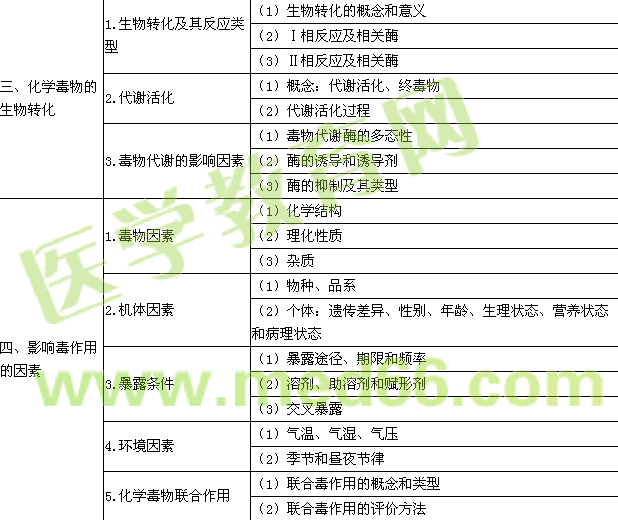 三、化学毒物的
生物转化
1.生物转化及其反应类
型
（1）生物转化的概念和意义
（2）Ⅰ相反应及相关酶
（3）Ⅱ相反应及相关酶
2.代谢活化
（1）概念：代谢活化、终毒物
（2）代谢活化过程
3.毒物代谢的影响因素
（1）毒物代谢酶的多态性
（2）酶的诱导和诱导剂
（3）酶的抑制及其类型
四、影响毒作用
的因素
1.毒物因素
（1）化学结构
（2）理化性质
（3）杂质
2.机体因素
（1）物种、品系
（2）个体：遗传差异、性别、年龄、生理状态、营养状态
和病理状态
3.暴露条件
（1）暴露途径、期限和频率
（2）溶剂、助溶剂和赋形剂
（3）交叉暴露
4.环境因素
（1）气温、气湿、气压
（2）季节和昼夜节律
5.化学毒物联合作用
（1）联合毒作用的概念和类型
（2）联合毒作用的评价方法
医学教育网
www.med66.com